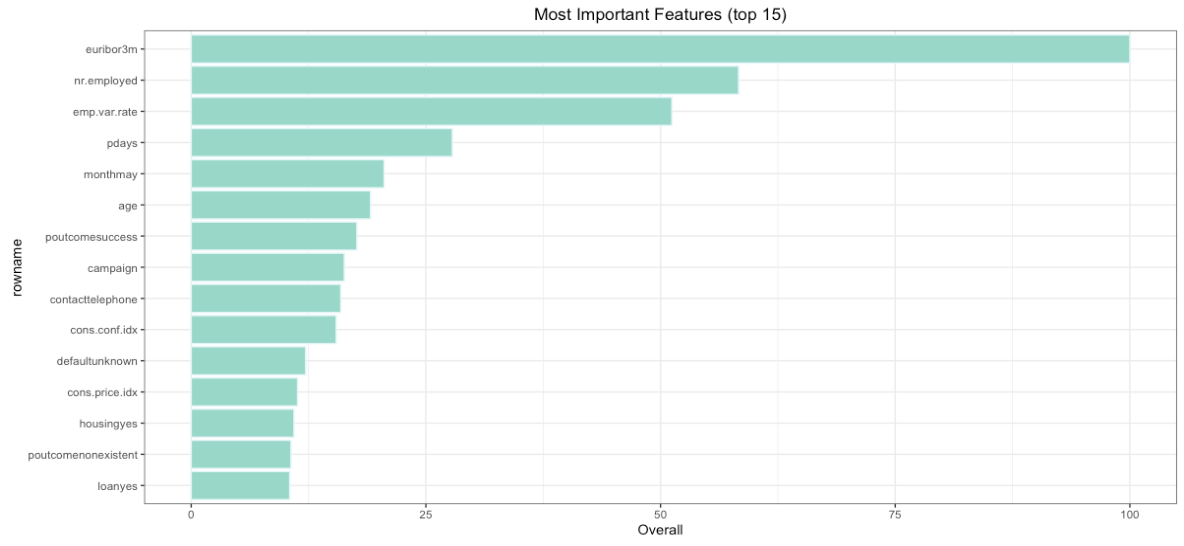 Most Important Features (top 15)
rowname
euribor3m
nr.employed
emp.var.rate
pdays
monthmay
age
poutcomesuccess
campaign
contacttelephone
cons.conf.idx
defaultunknown
cons.price.idx
housingyes
poutcomenonexistent
loanyes
0 25 50 75 100
Overall